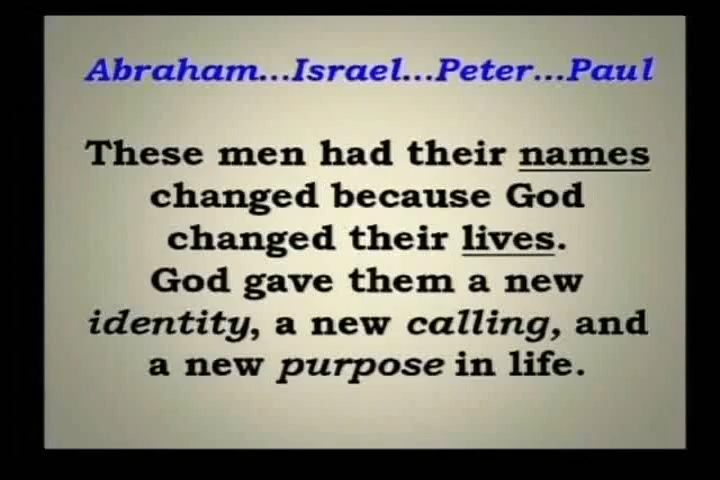 Abraham...Israel...Peter...Paul
These men had their names
changed because God
changed their lives.
God gave them a new
identity, a new calling, and
a new purpose in life.